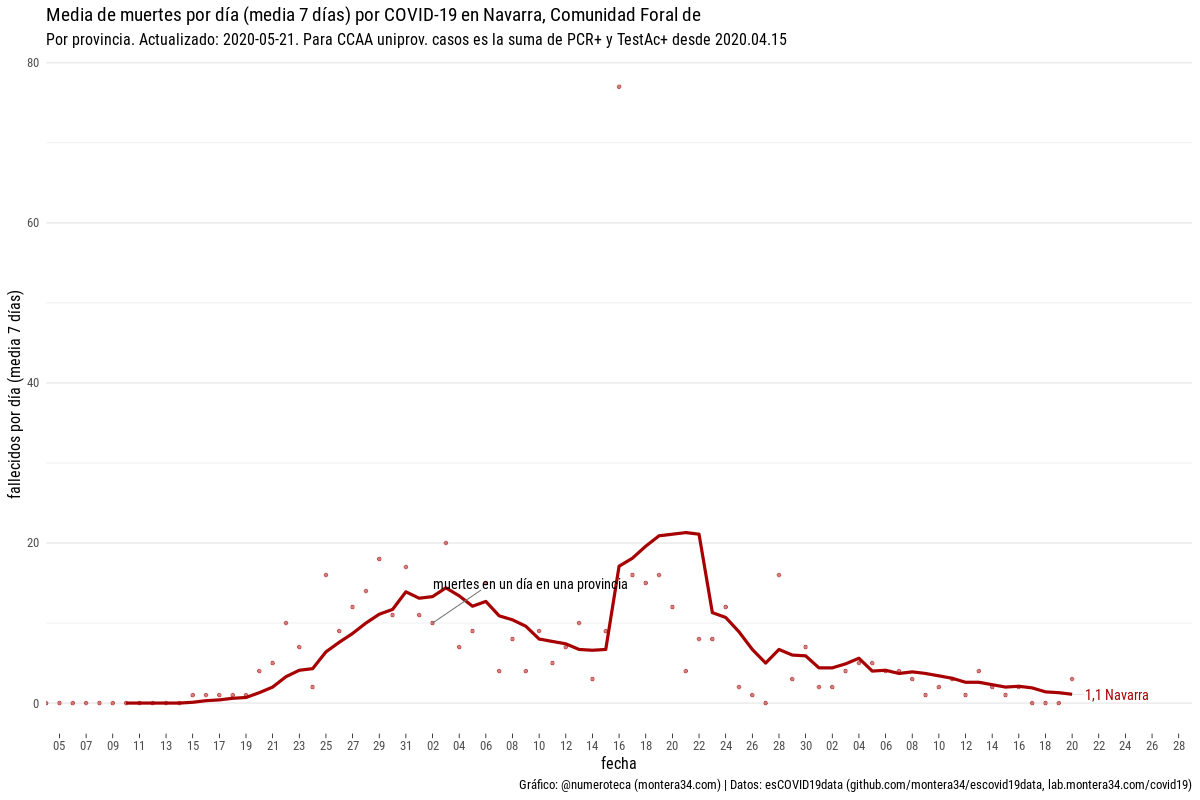 Media de muertes por día (media 7 días) por COVID-19 en Navarra, Comunidad Foral de
Por provincia. Actualizado: 2020-05-21. Para CCAA uniprov. casos es la suma de PCR+ y TestAc+ desde 2020.04.15
80
60
40
20
0
fallecidos por día (media 7 días)
muertes en un día en una provincia
1,1 Navarra
05 07 09 11 13 15 17 19 21 23 25 27 29 31 02 04 06 08 10 12 14 16 18 20 22 24 26 28 30 02 04 06 08 10 12 14 16 18 20 22 24 26 28
fecha
Gráfico: @numeroteca (montera34.com) | Datos: esCOVID19data (github.com/montera34/escovid19data, lab.montera34.com/covid19)